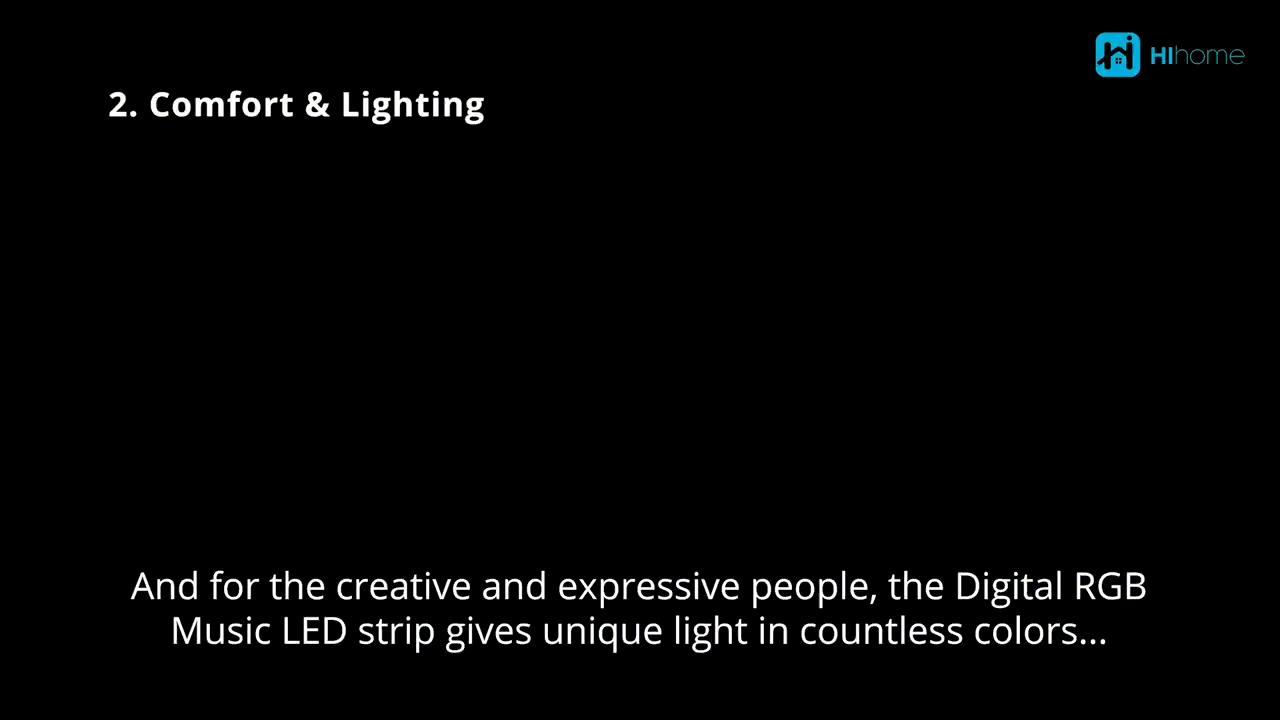 HIhome
2. Comfort & Lighting
And for the creative and expressive people, the Digital RGB
Music LED strip gives unique light in countless colors...